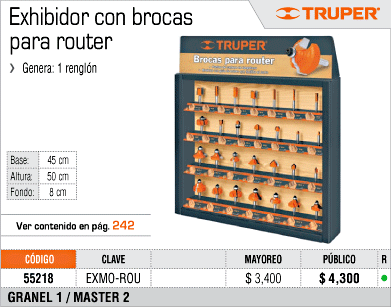 Exhibidor con brocas
para router
TRUPER
› Genera: 1 renglón
TRUPER®
Brocas para router
Base: 45 cm
Altura: 50 cm
Fondo: 8 cm
Ver contenido en pág. 242
CÓDIGO CLAVE MAYOREO PÚBLICO R
55218 EXMO-ROU $ 3,400 $ 4,300
GRANEL 1 / MASTER 2